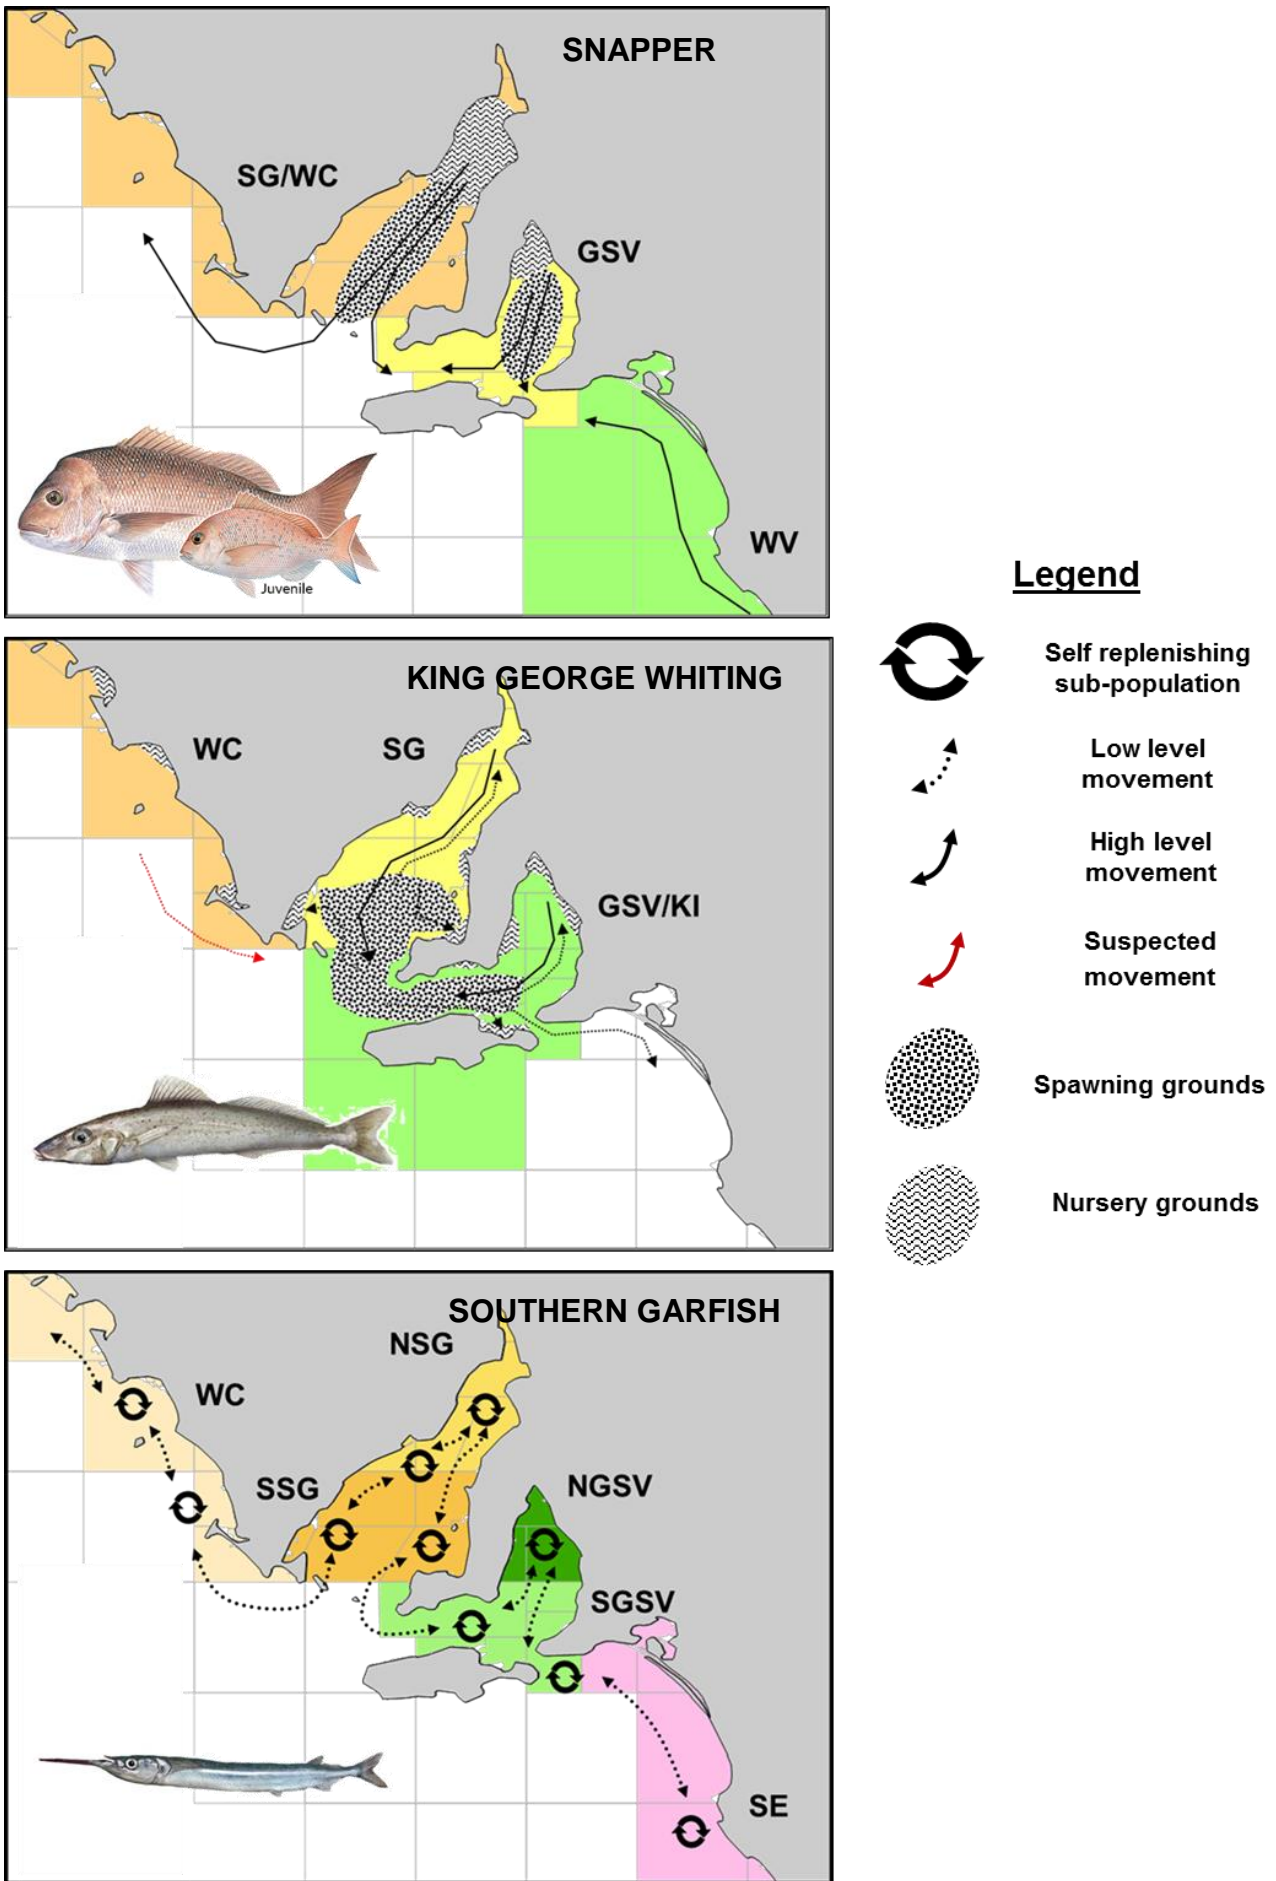 SNAPPER
SG/WC
GSV
WV
Juvenile
KING GEORGE WHITING
WC
SG
GSV/KI
SOUTHERN GARFISH
NSG
WC
SSG
NGSV
SGSV
SE
Legend
Self replenishing
sub-population
Low level
movement
High level
movement
Suspected
movement
Spawning grounds
Nursery grounds